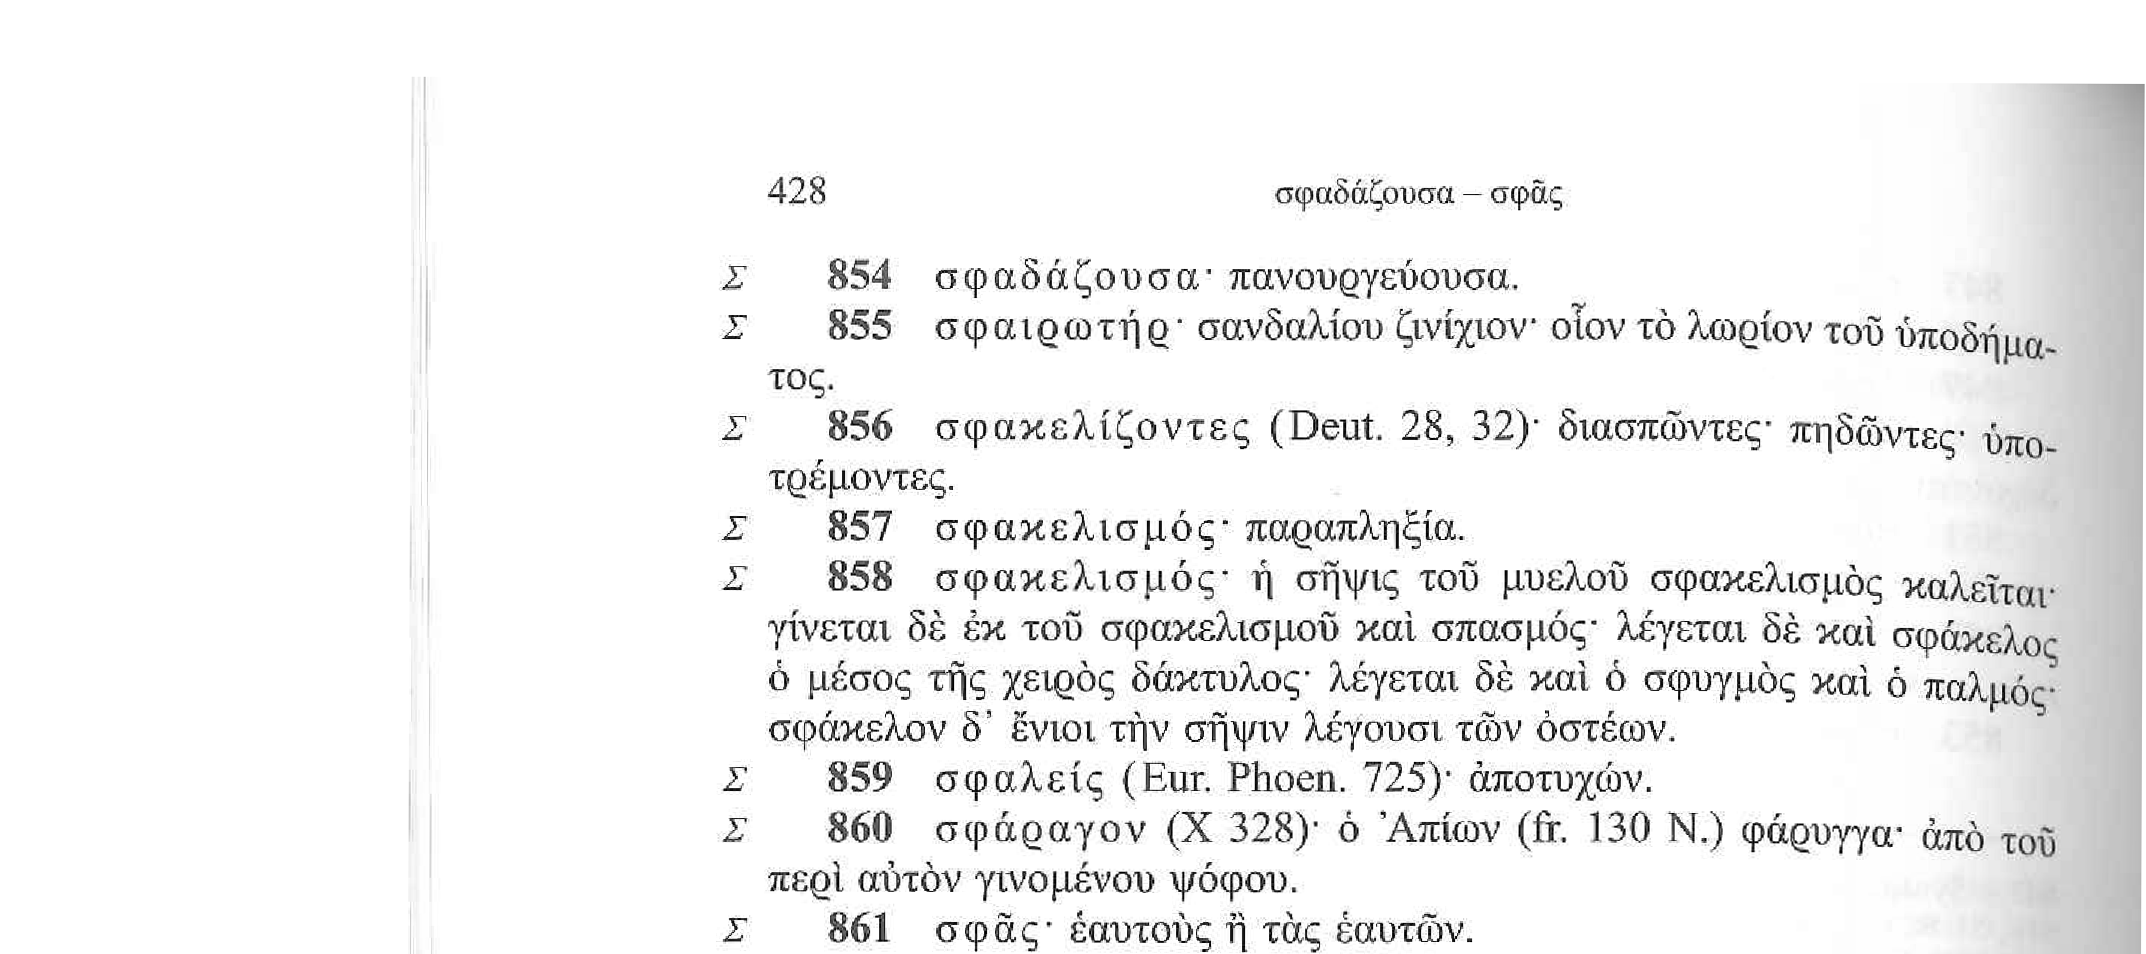 428 σφαδάζουσα – σφᾶς
Σ 854 σφαδάζουσα· πανουργεύουσα.
Σ 855 σφαιρωτήρ· σανδαλίου ζινίχιον· οἷον τὸ λωρίον τοῦ ὑποδήμα-
τος.
Σ 856 σφακελίζοντες (Deut. 28, 32)· διασπῶντες· πηδῶντες· ὑπο-
τρέμοντες.
Σ 857 σφακελισμός· παραπληξία.
Σ 858 σφακελισμός· ἡ σῆψις τοῦ μυελοῦ σφακελισμὸς καλεῖται·
γίνεται δὲ ἐκ τοῦ σφακελισμοῦ καὶ σπασμός· λέγεται δὲ καὶ σφάκελος
ὁ μέσος τῆς χειρὸς δάκτυλος· λέγεται δὲ καὶ ὁ σφυγμὸς καὶ ὁ παλμός·
σφάκελον δ’ ἔνιοι τὴν σῆψιν λέγουσι τῶν ὀστέων.
Σ 859 σφαλείς (Eur. Phoen. 725)· ἀποτυχών.
Σ 860 σφάραγον (Χ 328)· ὁ Ἀπίων (fr. 130 N.) φάρυγγα· ἀπὸ τοῦ
περὶ αὐτὸν γινομένου ψόφου.
Σ 861 σφᾶς· ἑαυτοὺς ἢ τὰς ἑαυτῶν.